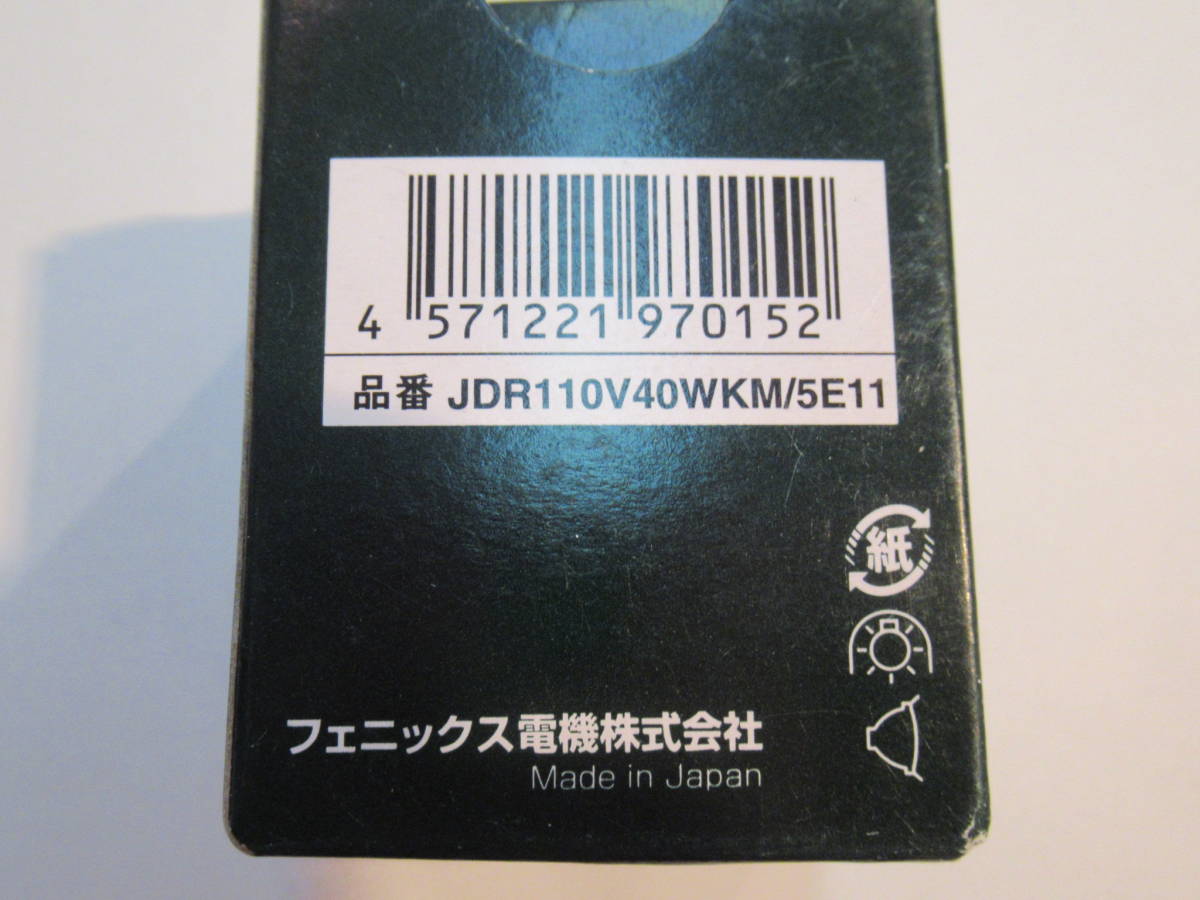 4 571221 970152
品番 JDR110V40WKM/5E11
紙
フェニックス電機株式会社
Made in Japan